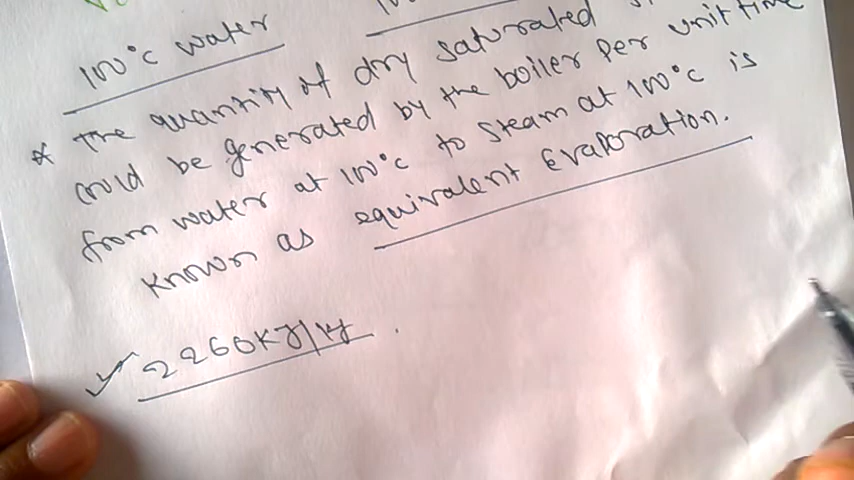 100°C water
* The quantity of dry saturated
could be generated by the boiler per unit time
from water at 100°C to steam at 100°C is
known as equivalent Evaporation.
✓ 2260KJ/kg.